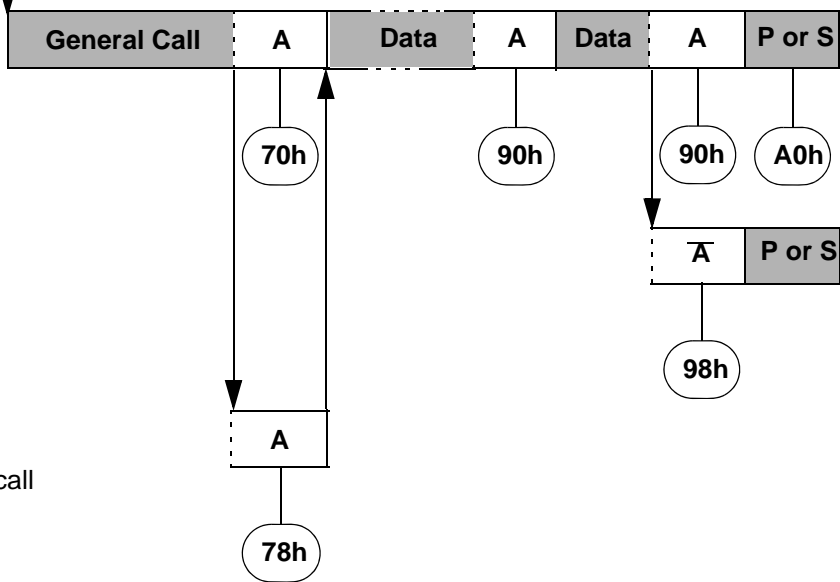 General Call A Data A Data A P or S
70h 90h 90h A0h
A̅ P or S
98h
A
call
78h